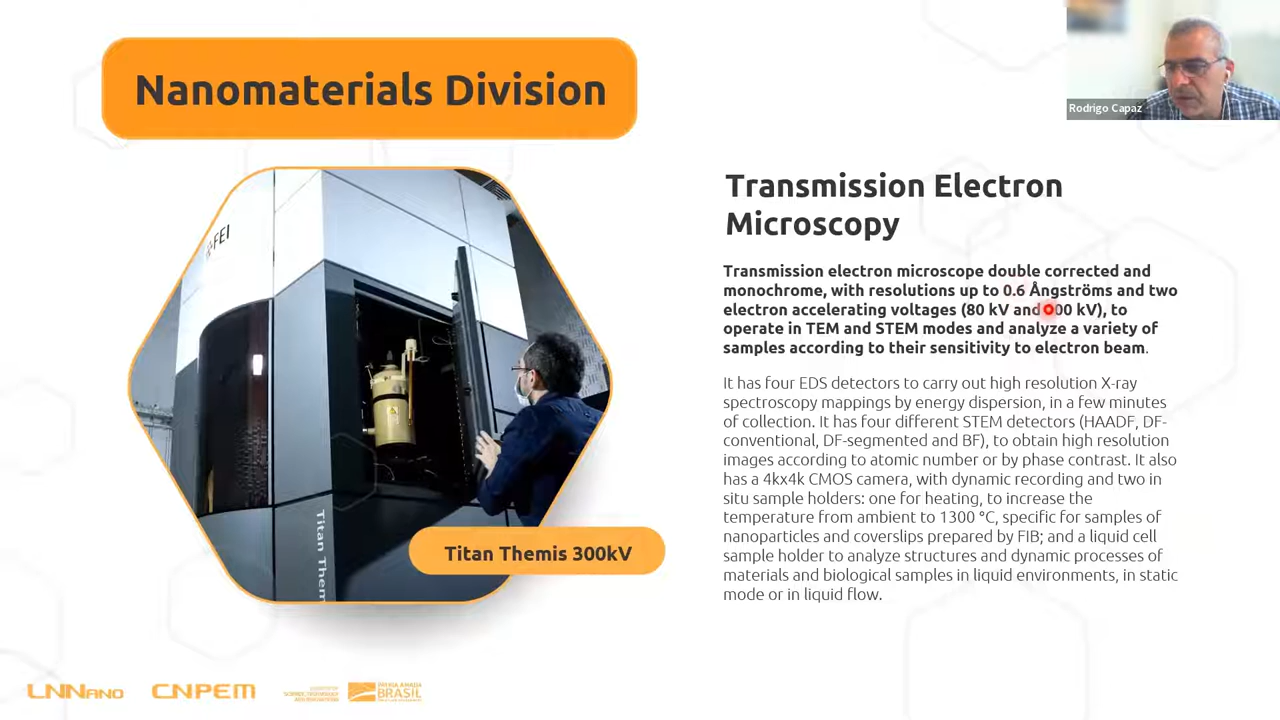 Nanomaterials Division
Rodrigo Capaz
Transmission Electron
Microscopy
Transmission electron microscope double corrected and
monochrome, with resolutions up to 0.6 Ångströms and two
electron accelerating voltages (80 kV and 00 kV), to
operate in TEM and STEM modes and analyze a variety of
samples according to their sensitivity to electron beam.
It has four EDS detectors to carry out high resolution X-ray
spectroscopy mappings by energy dispersion, in a few minutes
of collection. It has four different STEM detectors (HAADF, DF-
conventional, DF-segmented and BF), to obtain high resolution
images according to atomic number or by phase contrast. It also
has a 4kx4k CMOS camera, with dynamic recording and two in
situ sample holders: one for heating, to increase the
temperature from ambient to 1300 °C, specific for samples of
nanoparticles and coverslips prepared by FIB; and a liquid cell
sample holder to analyze structures and dynamic processes of
materials and biological samples in liquid environments, in static
mode or in liquid flow.
FEI
Titan Them
Titan Themis 300kV
LNNANO
CNPEM
PÁTRIA AMADA
BRASIL